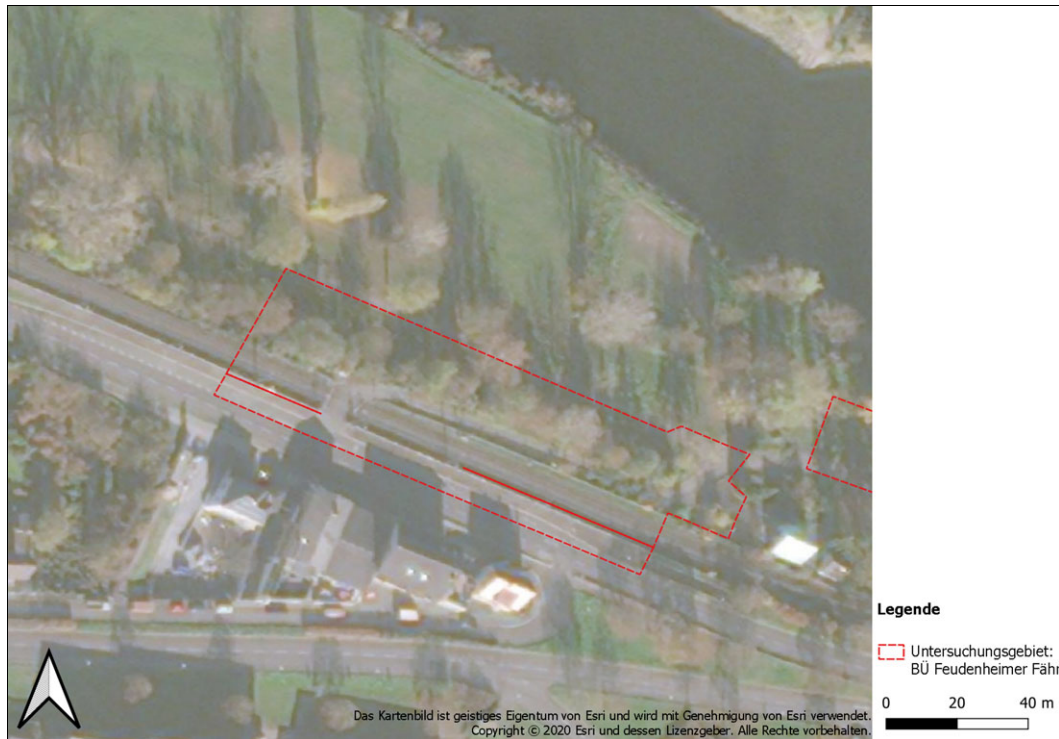 Legende
Untersuchungsgebiet:
BÜ Feudenheimer Fähr
0 20 40 m
Das Kartenbild ist geistiges Eigentum von Esri und wird mit Genehmigung von Esri verwendet.
Copyright © 2020 Esri und dessen Lizenzgeber. Alle Rechte vorbehalten.